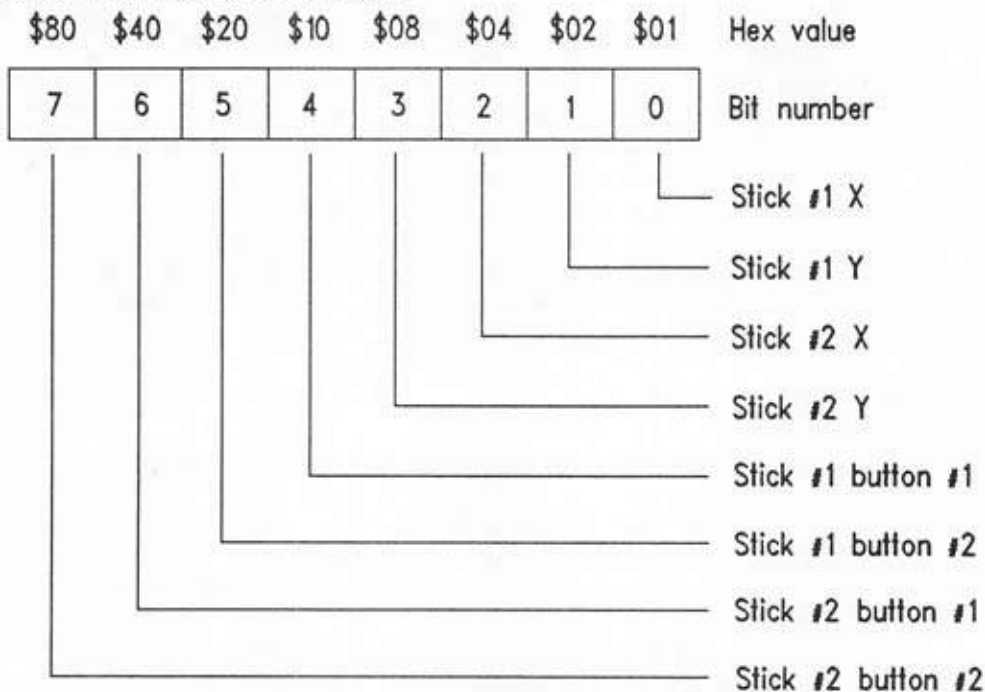 $80 $40 $20 $10 $08 $04 $02 $01 Hex value
7 6 5 4 3 2 1 0 Bit number
Stick #1 X
Stick #1 Y
Stick #2 X
Stick #2 Y
Stick #1 button #1
Stick #1 button #2
Stick #2 button #1
Stick #2 button #2